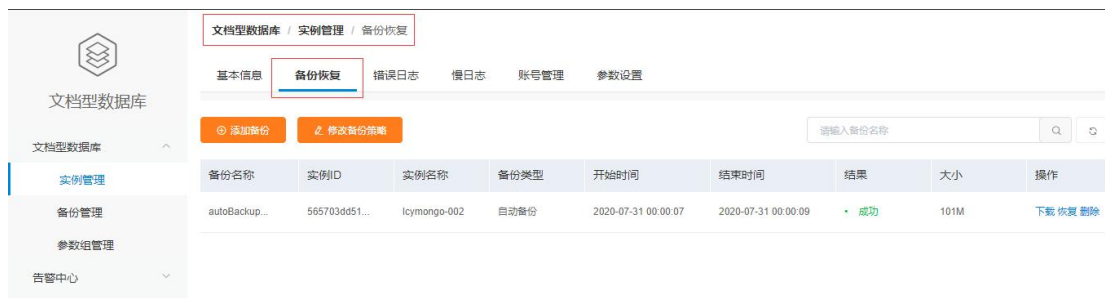 文档型数据库 / 实例管理 / 备份恢复
基本信息 备份恢复 错误日志 慢日志 账号管理 参数设置
文档型数据库
添加备份 修改备份策略 请输入备份名称
文档型数据库
实例管理
备份管理
参数组管理
告警中心
备份名称 实例ID 实例名称 备份类型 开始时间 结束时间 结果 大小 操作
autoBackup... 565703dd51... lcymongo-002 自动备份 2020-07-31 00:00:07 2020-07-31 00:00:09 成功 101M 下载 恢复 删除